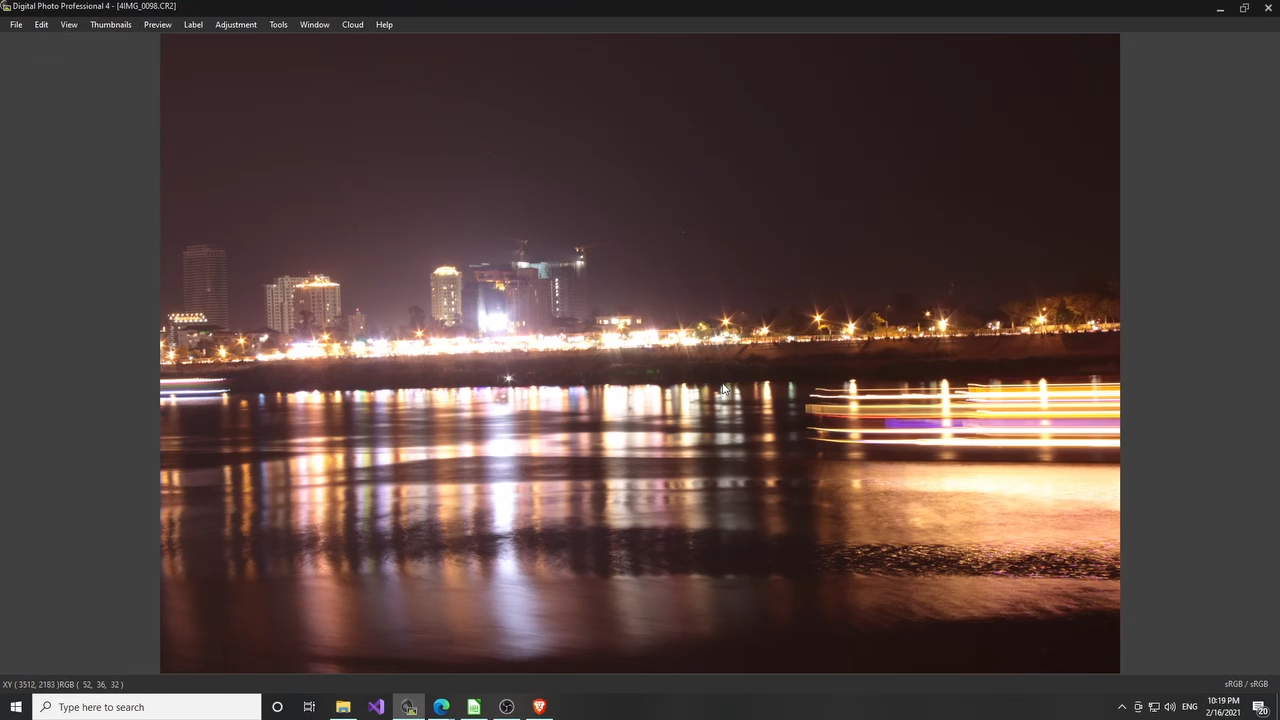 Digital Photo Professional 4 - [4IMG_0098.CR2]
File Edit View Thumbnails Preview Label Adjustment Tools Window Cloud Help
XY ( 3512, 2183 )RGB ( 52, 36, 32 )
sRGB / sRGB
Type here to search
ENG
10:19 PM
2/16/2021
20